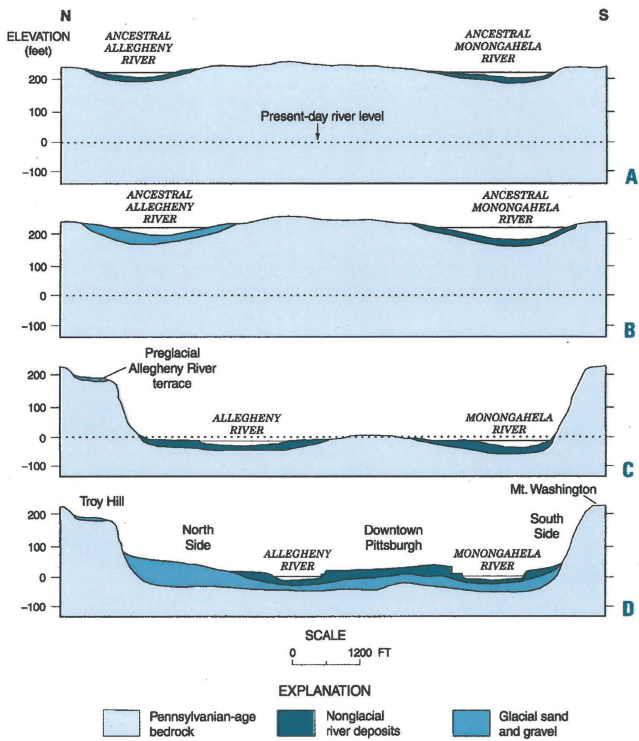 N
S
ELEVATION
(feet)
ANCESTRAL
ALLEGHENY
RIVER
ANCESTRAL
MONONGAHELA
RIVER
200
100
0
-100
Present-day river level
A
ANCESTRAL
ALLEGHENY
RIVER
ANCESTRAL
MONONGAHELA
RIVER
200
100
0
-100
B
Preglacial
Allegheny River
terrace
ALLEGHENY
RIVER
MONONGAHELA
RIVER
200
100
0
-100
C
Mt. Washington
Troy Hill
North
Side
ALLEGHENY
RIVER
Downtown
Pittsburgh
MONONGAHELA
RIVER
South
Side
200
100
0
-100
D
SCALE
0 1200 FT
EXPLANATION
Pennsylvanian-age
bedrock
Nonglacial
river deposits
Glacial sand
and gravel